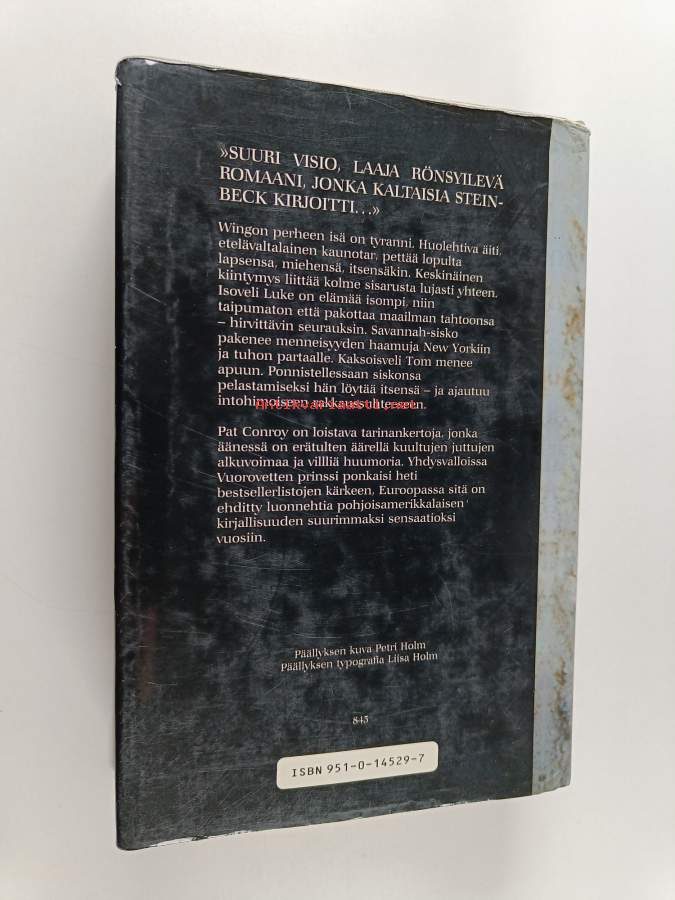 »SUURI VISIO, LAAJA RÖNSYILEVÄ
ROMAANI, JONKA KALTAISIA STEIN-
BECK KIRJOITTI...»
Wingon perheen isä on tyranni. Huolehtiva äiti,
etelävaltalainen kaunotar, pettää lopulta
lapsensa, miehensä, itsensäkin. Keskinäinen
kiintymys liittää kolme sisarusta lujasti yhteen.
Isoveli Luke on elämää isompi, niin
taipumaton että pakottaa maailman tahtoonsa
– hirvittävin seurauksin. Savannah-sisko
pakenee menneisyyden haamuja New Yorkiin
ja tuhon partaalle. Kaksoisveli Tom menee
apuun. Ponnistellessaan siskonsa
pelastamiseksi hän löytää itsensä – ja ajautuu
intohimoiseen rakkaussuhteeseen.
Antikvariaatti.net
Pat Conroy on loistava tarinankertoja, jonka
äänessä on erätulten äärellä kuultujen juttujen
alkuvoimaa ja villliä huumoria. Yhdysvalloissa
Vuorovetten prinssi ponkaisi heti
bestsellerlistojen kärkeen, Euroopassa sitä on
ehditty luonnehtia pohjoisamerikkalaisen
kirjallisuuden suurimmaksi sensaatioksi
vuosiin.
Päällyksen kuva Petri Holm
Päällyksen typografia Liisa Holm
843
ISBN 951-0-14529-7